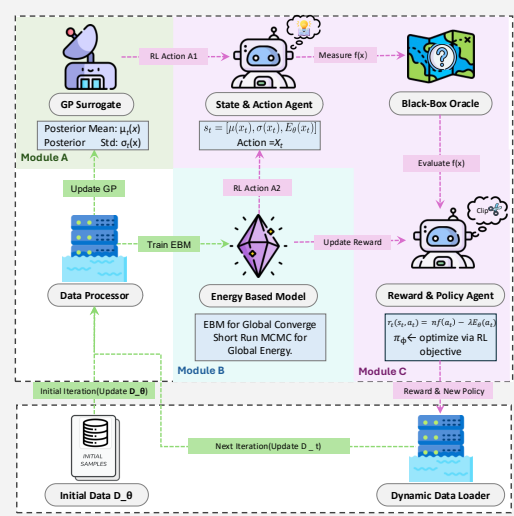 RL Action A1
Measure f(x)
GP Surrogate
State & Action Agent
Black-Box Oracle
Posterior Mean: μₜ(x)
Posterior Std: σₜ(x)
sₜ = [μ(xₜ), σ(xₜ), E_θ(xₜ)]
Action =Xₜ
Module A
Evaluate f(x)
Update GP
RL Action A2
Clip
Train EBM
Update Reward
Data Processor
Energy Based Model
Reward & Policy Agent
EBM for Global Converge
Short Run MCMC for
Global Energy.
rₜ(sₜ, aₜ) = nf(aₜ) − λE_θ(aₜ)
π_ϕ← optimize via RL
objective
Module B
Module C
Initial Iteration(Update D_θ)
Reward & New Policy
INITIAL
SAMPLES
Next Iteration(Update D _ t)
Initial Data D_θ
Dynamic Data Loader